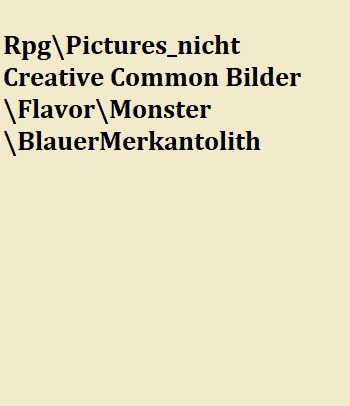 Rpg\Pictures_nicht
Creative Common Bilder
\Flavor\Monster
\BlauerMerkantolith